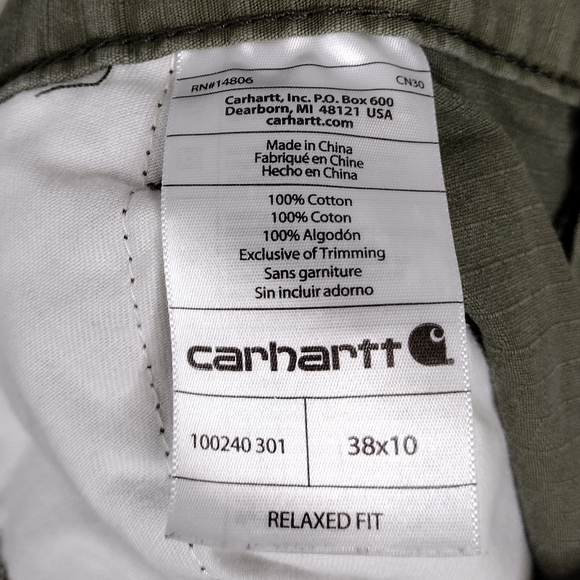 RN#14806 CN30
Carhartt, Inc. P.O. Box 600
Dearborn, MI 48121 USA
carhartt.com
Made in China
Fabriqué en Chine
Hecho en China
100% Cotton
100% Coton
100% Algodón
Exclusive of Trimming
Sans garniture
Sin incluir adorno
carhartt
100240 301 38x10
RELAXED FIT